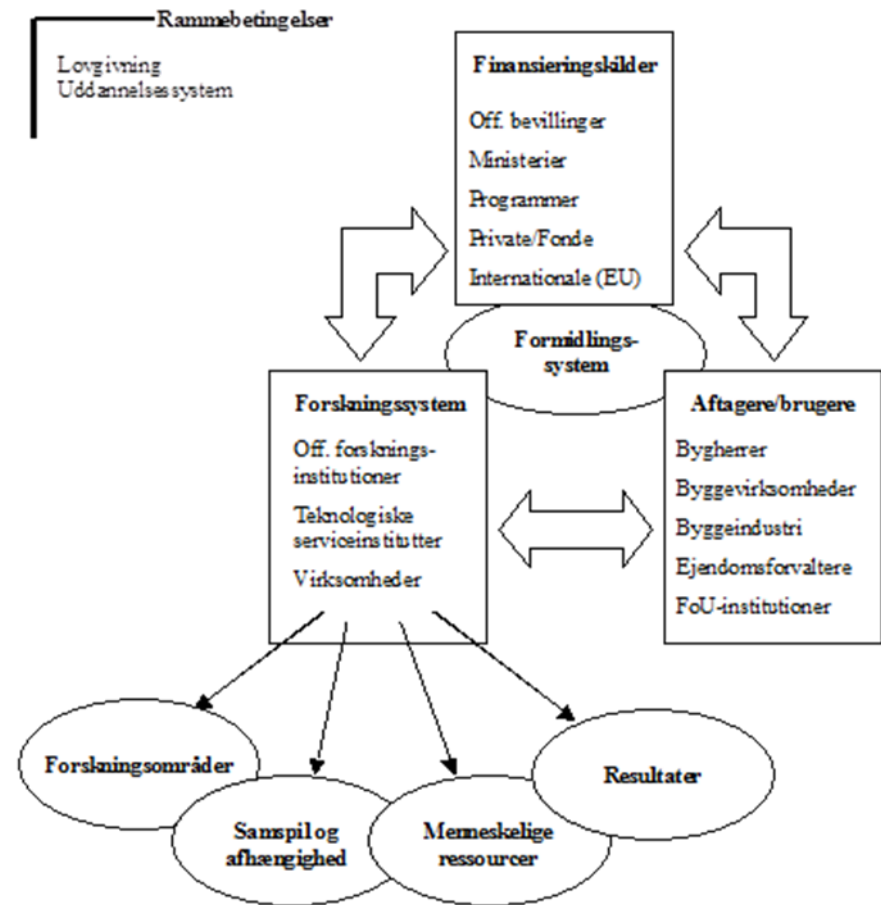 Rammebetingelser
Lovgivning
Uddannelsessystem
Finansieringskilder
Off. bevillinger
Ministerier
Programmer
Private/Fonde
Internationale (EU)
Formidlings-
system
Forskningssystem
Off. forsknings-
institutioner
Teknologiske
serviceinstitutter
Virksomheder
Aftagere/brugere
Bygherrer
Byggevirksomheder
Byggeindustri
Ejendomsforvaltere
FoU-institutioner
Forskningsområder
Samspil og
afhængighed
Menneskelige
ressourcer
Resultater